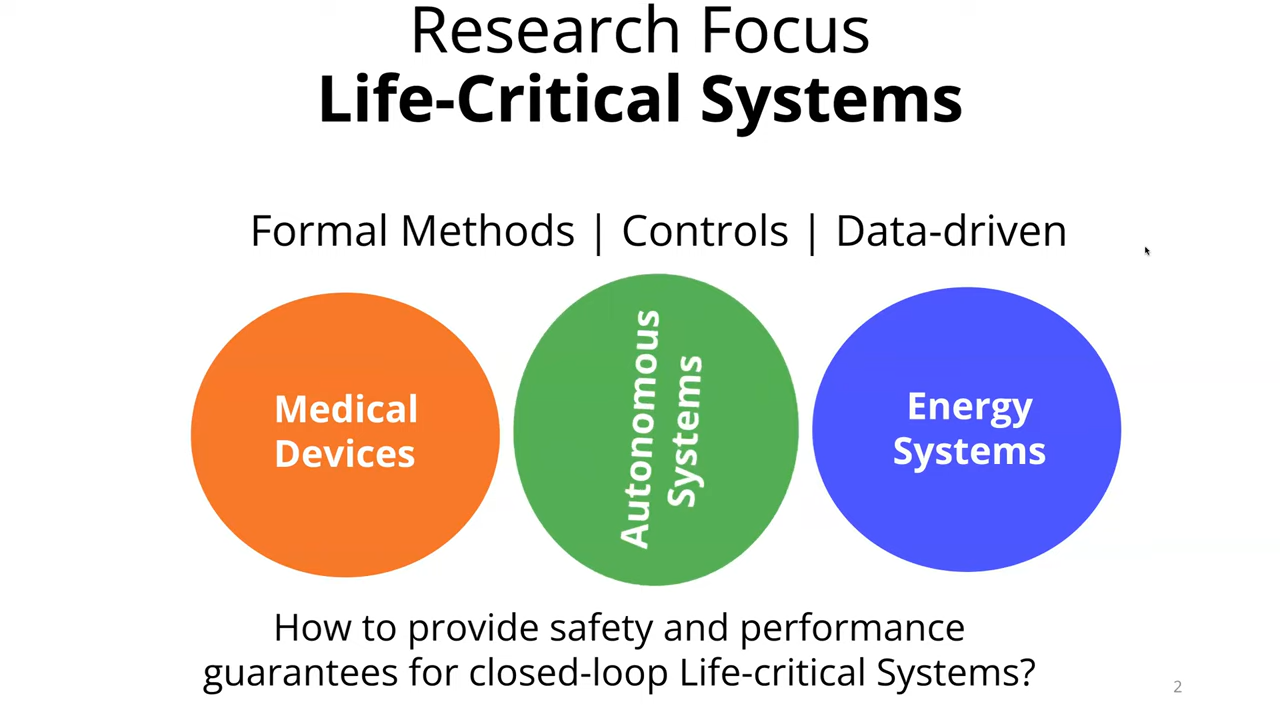 Research Focus
Life-Critical Systems
Formal Methods | Controls | Data-driven
Medical
Devices
Autonomous
Systems
Energy
Systems
How to provide safety and performance
guarantees for closed-loop Life-critical Systems?
2